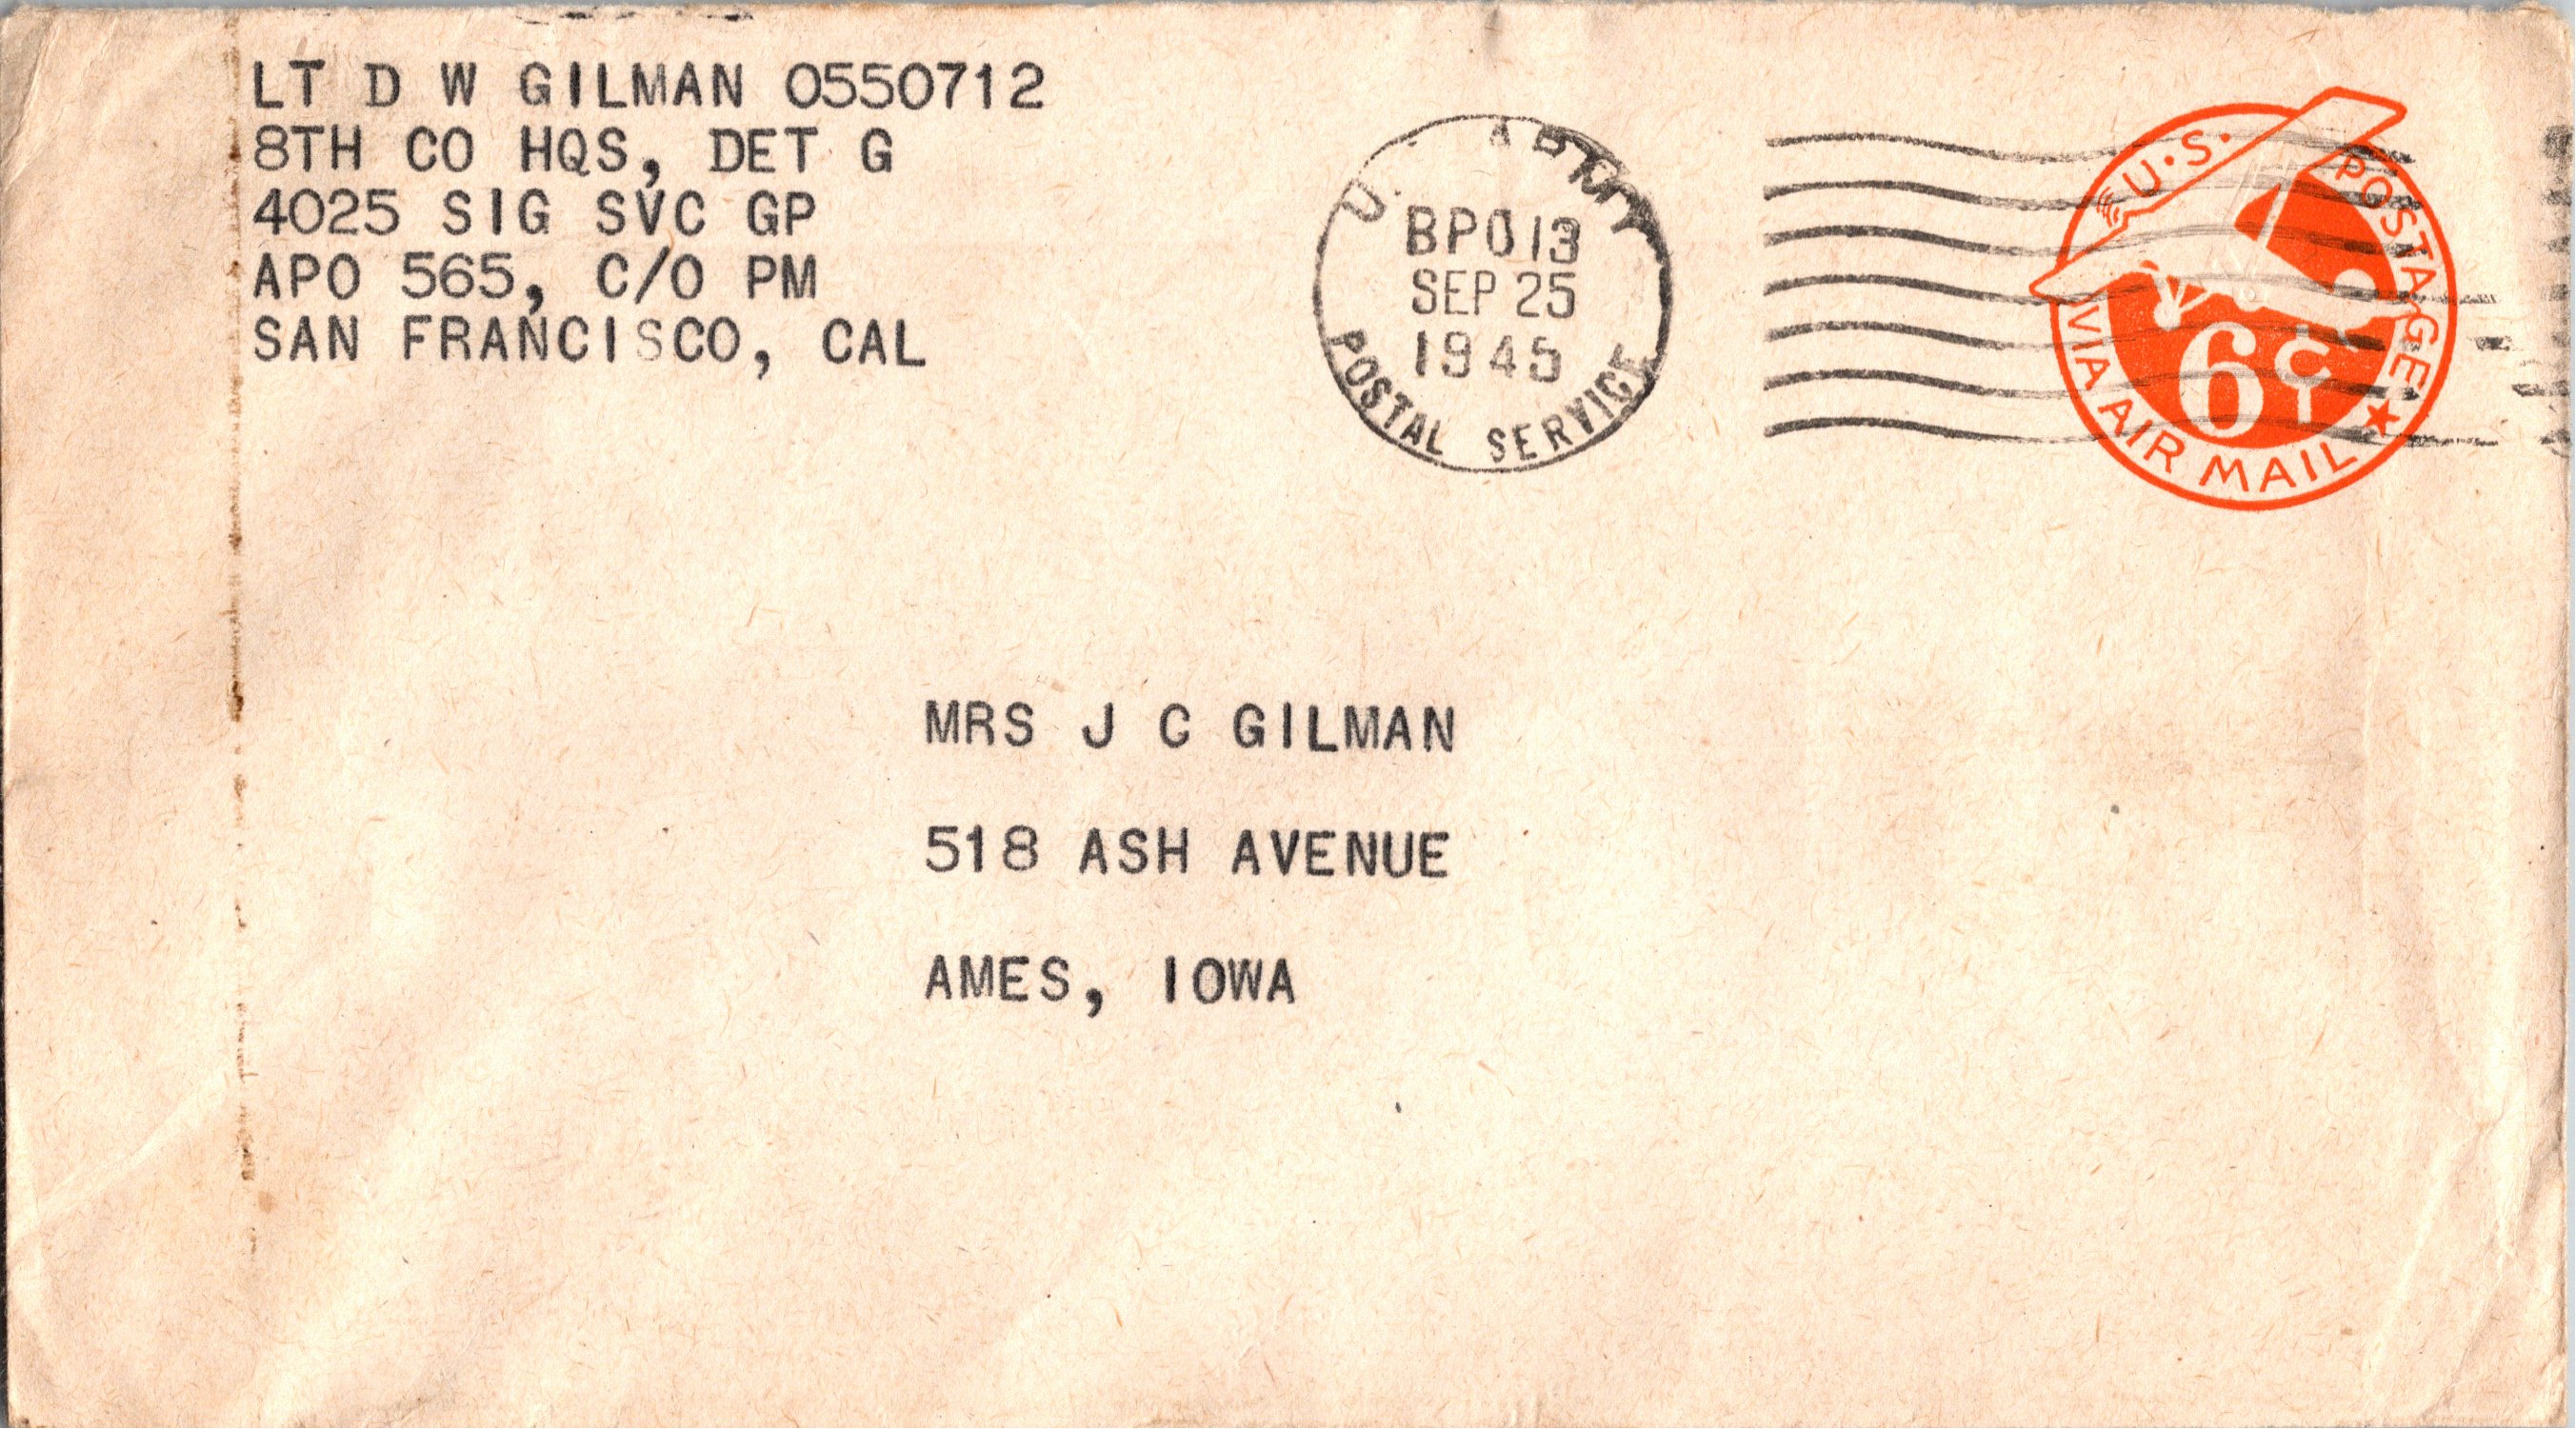 LT D W GILMAN 0550712
8TH CO HQS, DET G
4025 SIG SVC GP
APO 565, C/O PM
SAN FRANCISCO, CAL
U. ARMY
BPO 13
SEP 25
1945
POSTAL SERVICE
U.S. POSTAGE
6¢
VIA AIR MAIL
MRS J C GILMAN
518 ASH AVENUE
AMES, IOWA